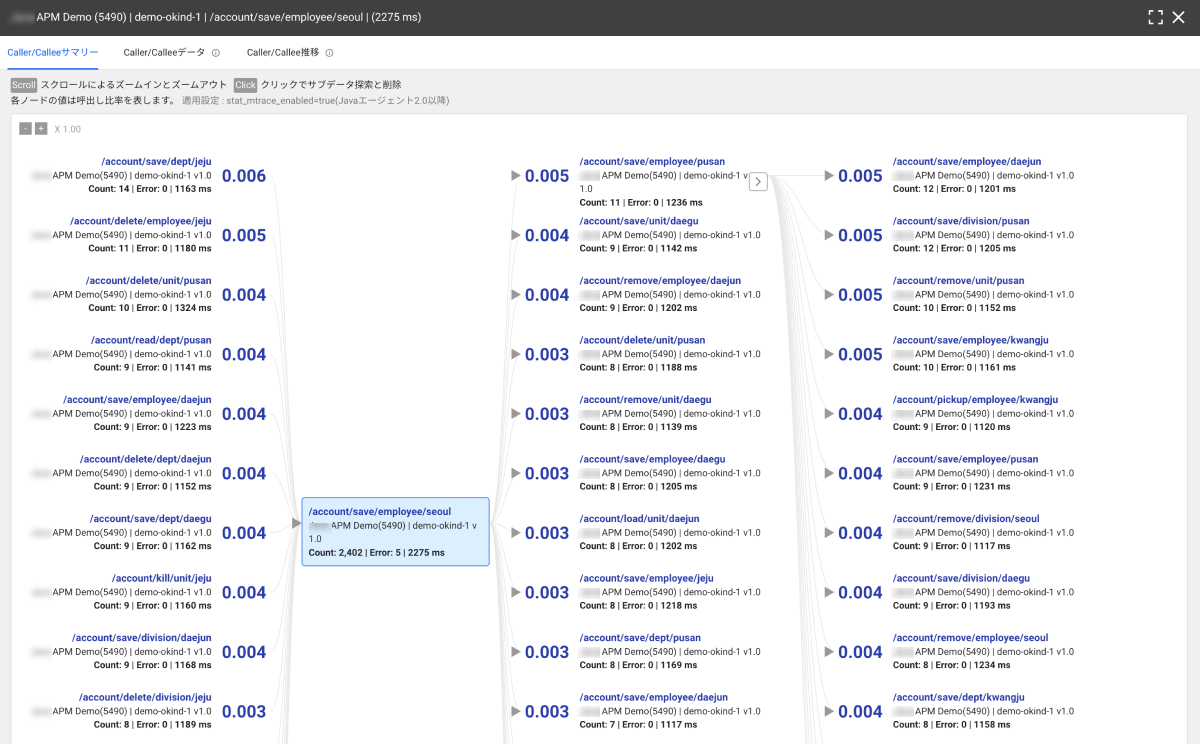 APM Demo (5490) | demo-okind-1 | /account/save/employee/seoul | (2275 ms)
Caller/Calleeサマリー Caller/Calleeデータ Caller/Callee推移
Scroll スクロールによるズームインとズームアウト Click クリックでサブデータ探索と削除
各ノードの値は呼出し比率を表します。 適用設定 : stat_mtrace_enabled=true(Javaエージェント2.0以降)
- + X 1.00
/account/save/dept/jeju
APM Demo(5490) | demo-okind-1 v1.0
Count: 14 | Error: 0 | 1163 ms
0.006
/account/delete/employee/jeju
APM Demo(5490) | demo-okind-1 v1.0
Count: 11 | Error: 0 | 1180 ms
0.005
/account/delete/unit/pusan
APM Demo(5490) | demo-okind-1 v1.0
Count: 10 | Error: 0 | 1324 ms
0.004
/account/read/dept/pusan
APM Demo(5490) | demo-okind-1 v1.0
Count: 9 | Error: 0 | 1141 ms
0.004
/account/save/employee/daejun
APM Demo(5490) | demo-okind-1 v1.0
Count: 9 | Error: 0 | 1223 ms
0.004
/account/delete/dept/daejun
APM Demo(5490) | demo-okind-1 v1.0
Count: 9 | Error: 0 | 1152 ms
0.004
/account/save/dept/daegu
APM Demo(5490) | demo-okind-1 v1.0
Count: 9 | Error: 0 | 1162 ms
0.004
/account/kill/unit/jeju
APM Demo(5490) | demo-okind-1 v1.0
Count: 9 | Error: 0 | 1160 ms
0.004
/account/save/division/daejun
APM Demo(5490) | demo-okind-1 v1.0
Count: 9 | Error: 0 | 1168 ms
0.004
/account/delete/division/jeju
APM Demo(5490) | demo-okind-1 v1.0
Count: 8 | Error: 0 | 1189 ms
0.003
/account/save/employee/seoul
APM Demo(5490) | demo-okind-1 v
1.0
Count: 2,402 | Error: 5 | 2275 ms
0.005
/account/save/employee/pusan
APM Demo(5490) | demo-okind-1 v
1.0
Count: 11 | Error: 0 | 1236 ms
0.004
/account/save/unit/daegu
APM Demo(5490) | demo-okind-1 v1.0
Count: 9 | Error: 0 | 1142 ms
0.004
/account/remove/employee/daejun
APM Demo(5490) | demo-okind-1 v1.0
Count: 9 | Error: 0 | 1202 ms
0.003
/account/delete/unit/pusan
APM Demo(5490) | demo-okind-1 v1.0
Count: 8 | Error: 0 | 1188 ms
0.003
/account/remove/unit/daegu
APM Demo(5490) | demo-okind-1 v1.0
Count: 8 | Error: 0 | 1139 ms
0.003
/account/save/employee/daegu
APM Demo(5490) | demo-okind-1 v1.0
Count: 8 | Error: 0 | 1205 ms
0.003
/account/load/unit/daejun
APM Demo(5490) | demo-okind-1 v1.0
Count: 8 | Error: 0 | 1202 ms
0.003
/account/save/employee/jeju
APM Demo(5490) | demo-okind-1 v1.0
Count: 8 | Error: 0 | 1218 ms
0.003
/account/save/dept/pusan
APM Demo(5490) | demo-okind-1 v1.0
Count: 8 | Error: 0 | 1169 ms
0.003
/account/save/employee/daejun
APM Demo(5490) | demo-okind-1 v1.0
Count: 7 | Error: 0 | 1117 ms
0.005
/account/save/employee/daejun
APM Demo(5490) | demo-okind-1 v1.0
Count: 12 | Error: 0 | 1201 ms
0.005
/account/save/division/pusan
APM Demo(5490) | demo-okind-1 v1.0
Count: 12 | Error: 0 | 1205 ms
0.005
/account/remove/unit/pusan
APM Demo(5490) | demo-okind-1 v1.0
Count: 10 | Error: 0 | 1152 ms
0.005
/account/save/employee/kwangju
APM Demo(5490) | demo-okind-1 v1.0
Count: 10 | Error: 0 | 1161 ms
0.004
/account/pickup/employee/kwangju
APM Demo(5490) | demo-okind-1 v1.0
Count: 9 | Error: 0 | 1120 ms
0.004
/account/save/employee/pusan
APM Demo(5490) | demo-okind-1 v1.0
Count: 9 | Error: 0 | 1231 ms
0.004
/account/remove/division/seoul
APM Demo(5490) | demo-okind-1 v1.0
Count: 9 | Error: 0 | 1117 ms
0.004
/account/save/division/daegu
APM Demo(5490) | demo-okind-1 v1.0
Count: 9 | Error: 0 | 1193 ms
0.004
/account/remove/employee/seoul
APM Demo(5490) | demo-okind-1 v1.0
Count: 8 | Error: 0 | 1234 ms
0.004
/account/save/dept/kwangju
APM Demo(5490) | demo-okind-1 v1.0
Count: 8 | Error: 0 | 1158 ms